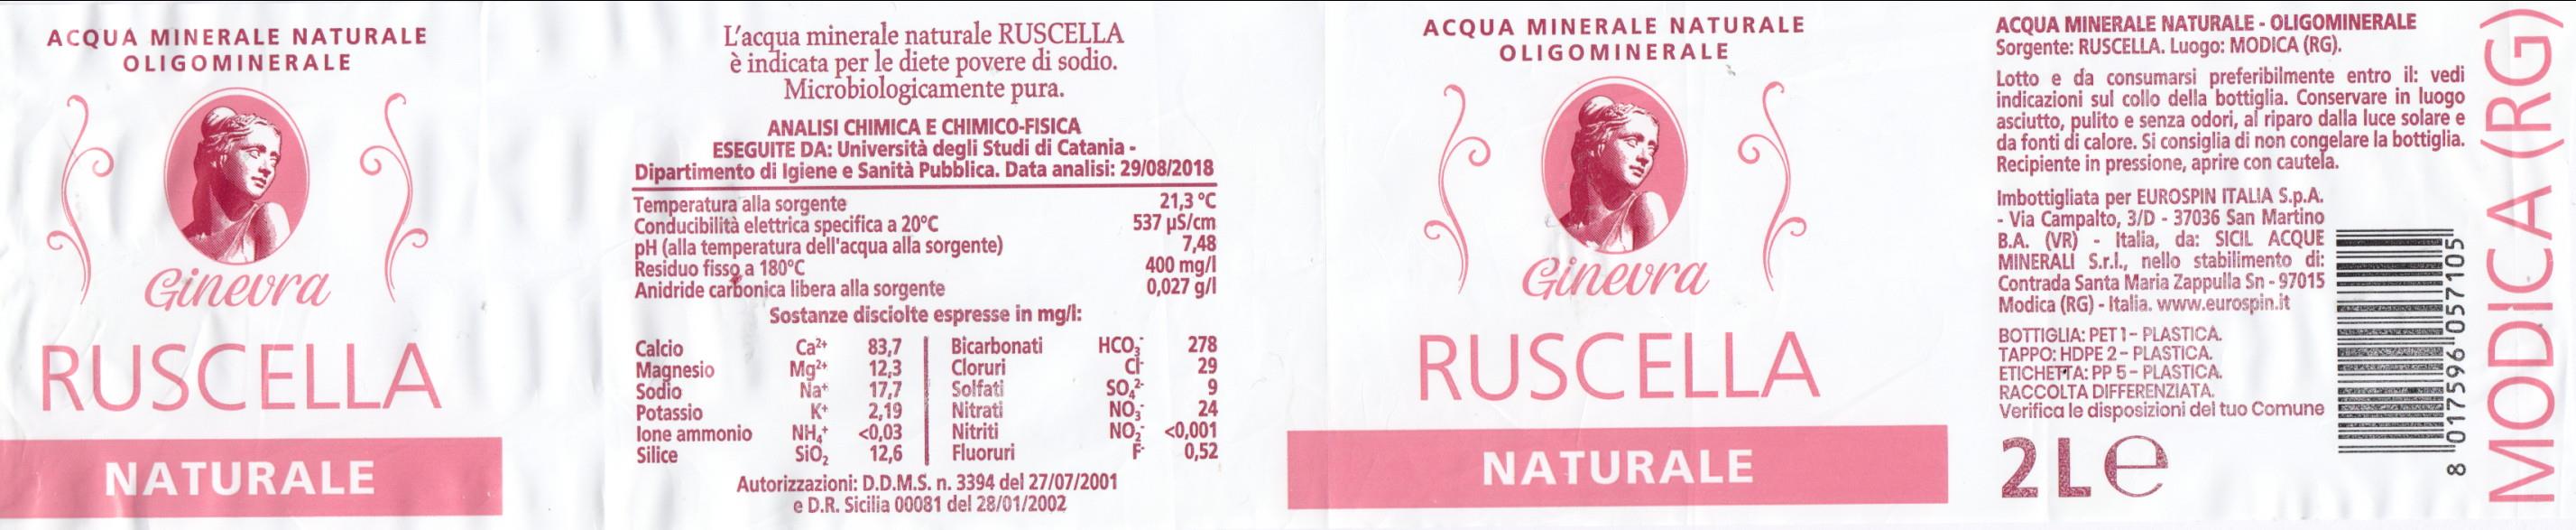 ACQUA MINERALE NATURALE
OLIGOMINERALE
Ginevra
RUSCELLA
NATURALE
L'acqua minerale naturale RUSCELLA
è indicata per le diete povere di sodio.
Microbiologicamente pura.
ANALISI CHIMICA E CHIMICO-FISICA
ESEGUITE DA: Università degli Studi di Catania -
Dipartimento di Igiene e Sanità Pubblica. Data analisi: 29/08/2018
Temperatura alla sorgente 21,3 °C
Conducibilità elettrica specifica a 20°C 537 µS/cm
pH (alla temperatura dell'acqua alla sorgente) 7,48
Residuo fisso a 180°C 400 mg/l
Anidride carbonica libera alla sorgente 0,027 g/l
Sostanze disciolte espresse in mg/l:
Calcio Ca²⁺ 83,7 Bicarbonati HCO₃⁻ 278
Magnesio Mg²⁺ 12,3 Cloruri Cl⁻ 29
Sodio Na⁺ 17,7 Solfati SO₄²⁻ 9
Potassio K⁺ 2,19 Nitrati NO₃⁻ 24
Ione ammonio NH₄⁺ <0,03 Nitriti NO₂⁻ <0,001
Silice SiO₂ 12,6 Fluoruri F⁻ 0,52
Autorizzazioni: D.D.M.S. n. 3394 del 27/07/2001
e D.R. Sicilia 00081 del 28/01/2002
ACQUA MINERALE NATURALE
OLIGOMINERALE
Ginevra
RUSCELLA
NATURALE
ACQUA MINERALE NATURALE - OLIGOMINERALE
Sorgente: RUSCELLA. Luogo: MODICA (RG).
Lotto e da consumarsi preferibilmente entro il: vedi
indicazioni sul collo della bottiglia. Conservare in luogo
asciutto, pulito e senza odori, al riparo dalla luce solare e
da fonti di calore. Si consiglia di non congelare la bottiglia.
Recipiente in pressione, aprire con cautela.
Imbottigliata per EUROSPIN ITALIA S.p.A.
- Via Campalto, 3/D - 37036 San Martino
B.A. (VR) - Italia, da: SICIL ACQUE
MINERALI S.r.l., nello stabilimento di:
Contrada Santa Maria Zappulla Sn - 97015
Modica (RG) - Italia. www.eurospin.it
BOTTIGLIA: PET 1 - PLASTICA.
TAPPO: HDPE 2 - PLASTICA.
ETICHETTA: PP 5 - PLASTICA.
RACCOLTA DIFFERENZIATA.
Verifica le disposizioni del tuo Comune
2 L ℮
8 017596 057105
MODICA (RG)